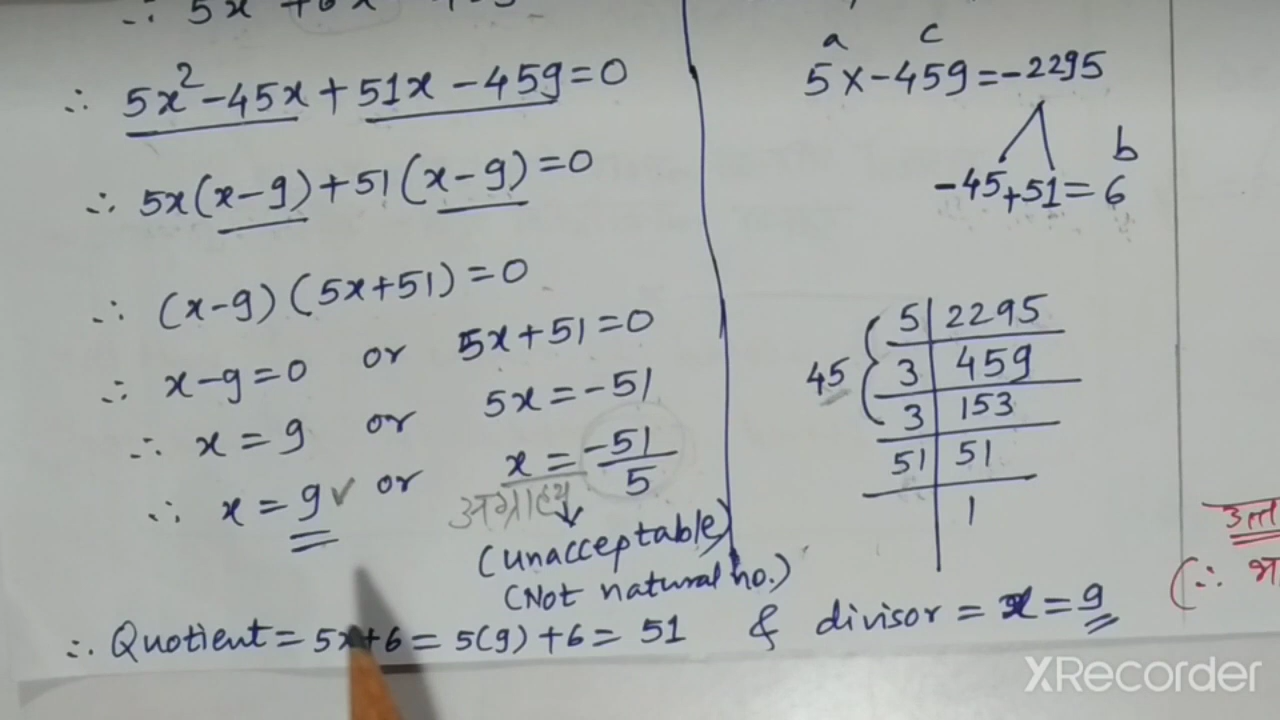 ∴ 5x² - 45x + 51x - 459 = 0
∴ 5x(x-9) + 51(x-9) = 0
∴ (x-9) (5x+51) = 0
∴ x-9=0 or 5x+51=0
∴ x = 9 or 5x = -51
∴ x = 9 ✓ or x = -51/5
अग्राह्य
(unacceptable)
(Not natural no.)
∴ Quotient = 5x+6 = 5(9)+6 = 51 & divisor = x = 9
a c
5 x -459 = -2295
b
-45 + 51 = 6
5 | 2295
45 { 3 | 459
3 | 153
51 | 51
1
(∴
XRecorder